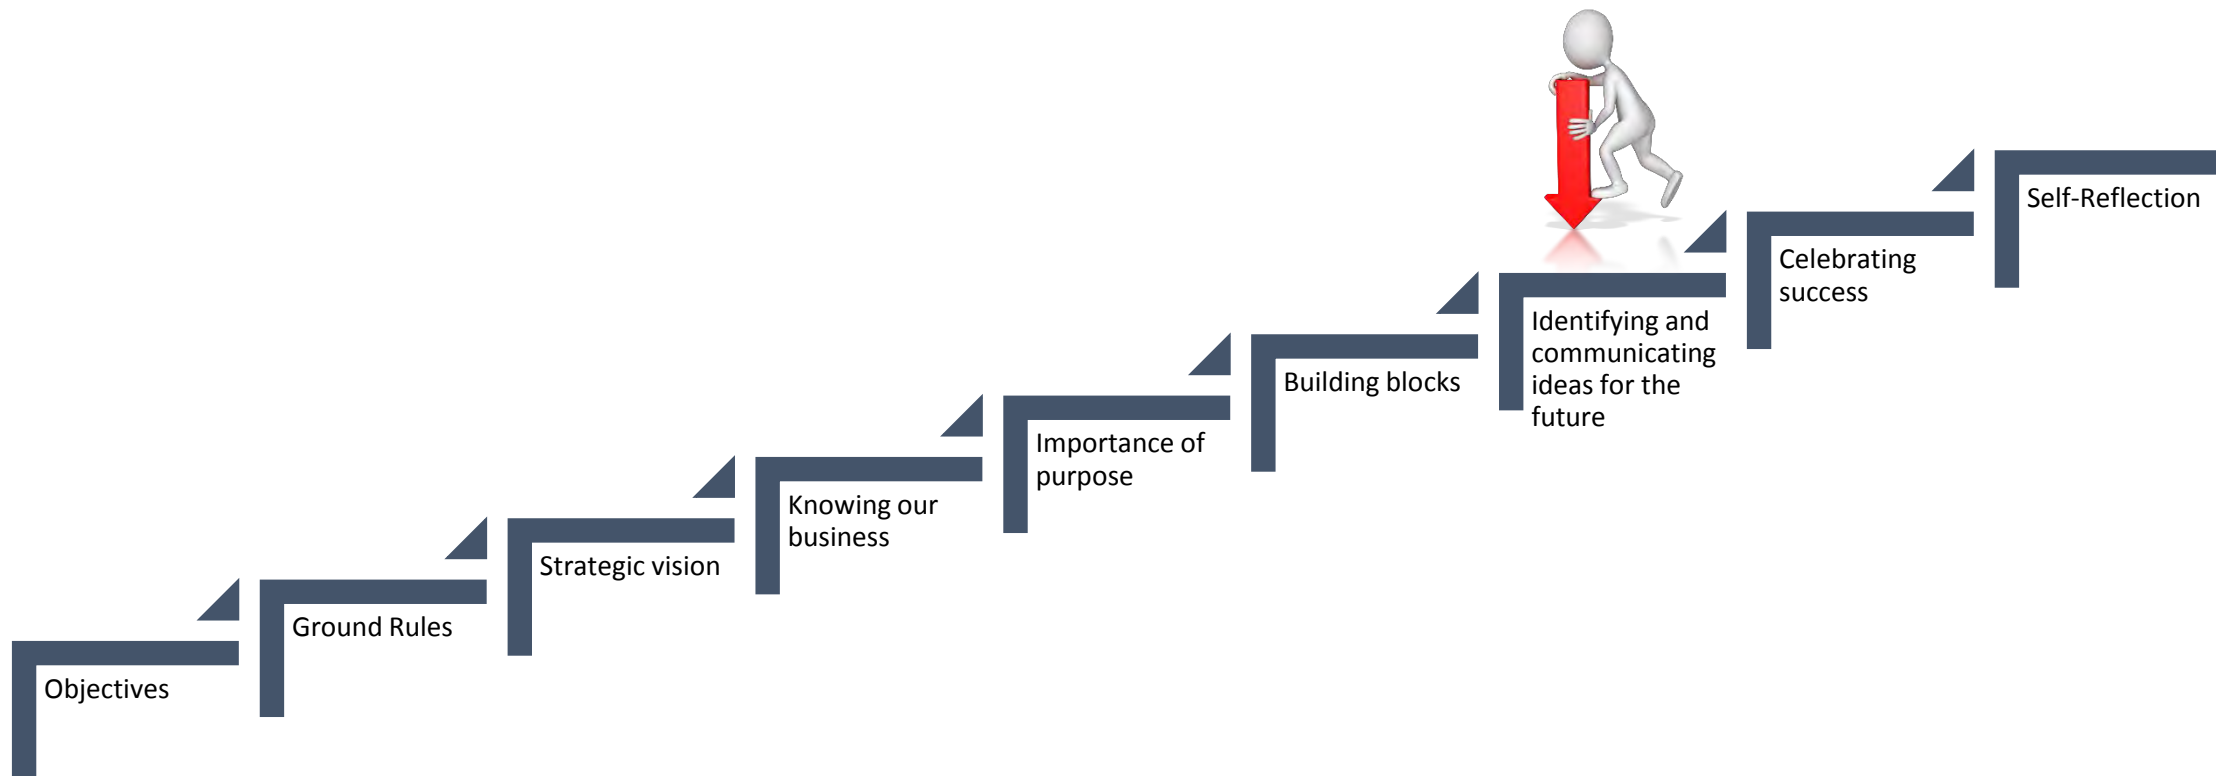 Objectives
Ground Rules
Strategic vision
Knowing our
business
Importance of
purpose
Building blocks
Identifying and
communicating
ideas for the
future
Celebrating
success
Self-Reflection